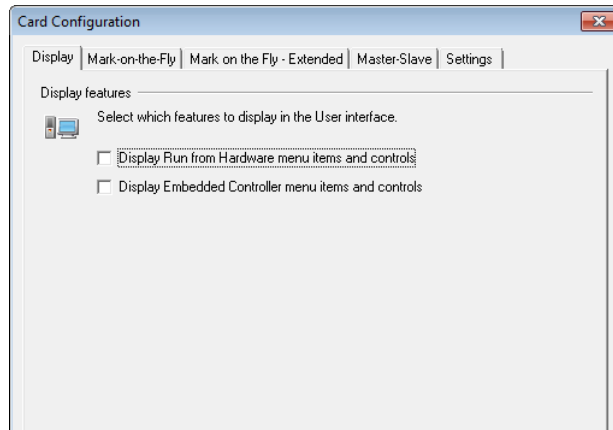 Card Configuration
Display Mark-on-the-Fly Mark on the Fly - Extended Master-Slave Settings
Display features
Select which features to display in the User interface.
Display Run from Hardware menu items and controls
Display Embedded Controller menu items and controls